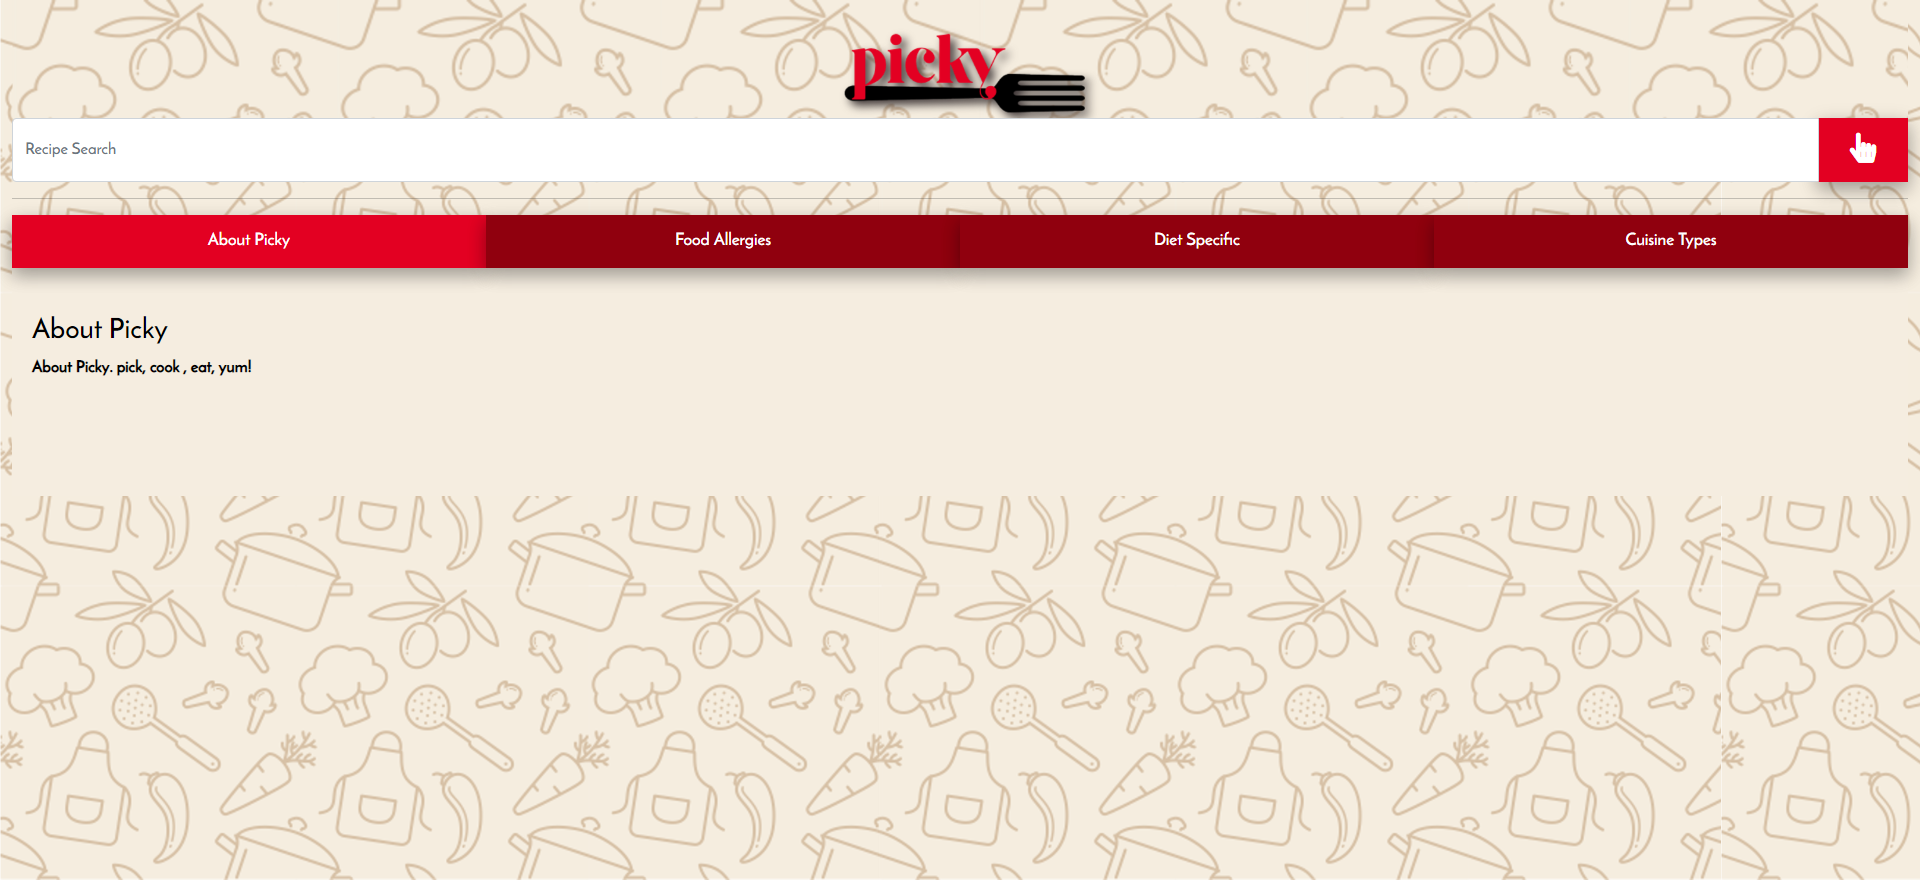 picky
Recipe Search
About Picky
Food Allergies
Diet Specific
Cuisine Types
About Picky
About Picky. pick, cook , eat, yum!